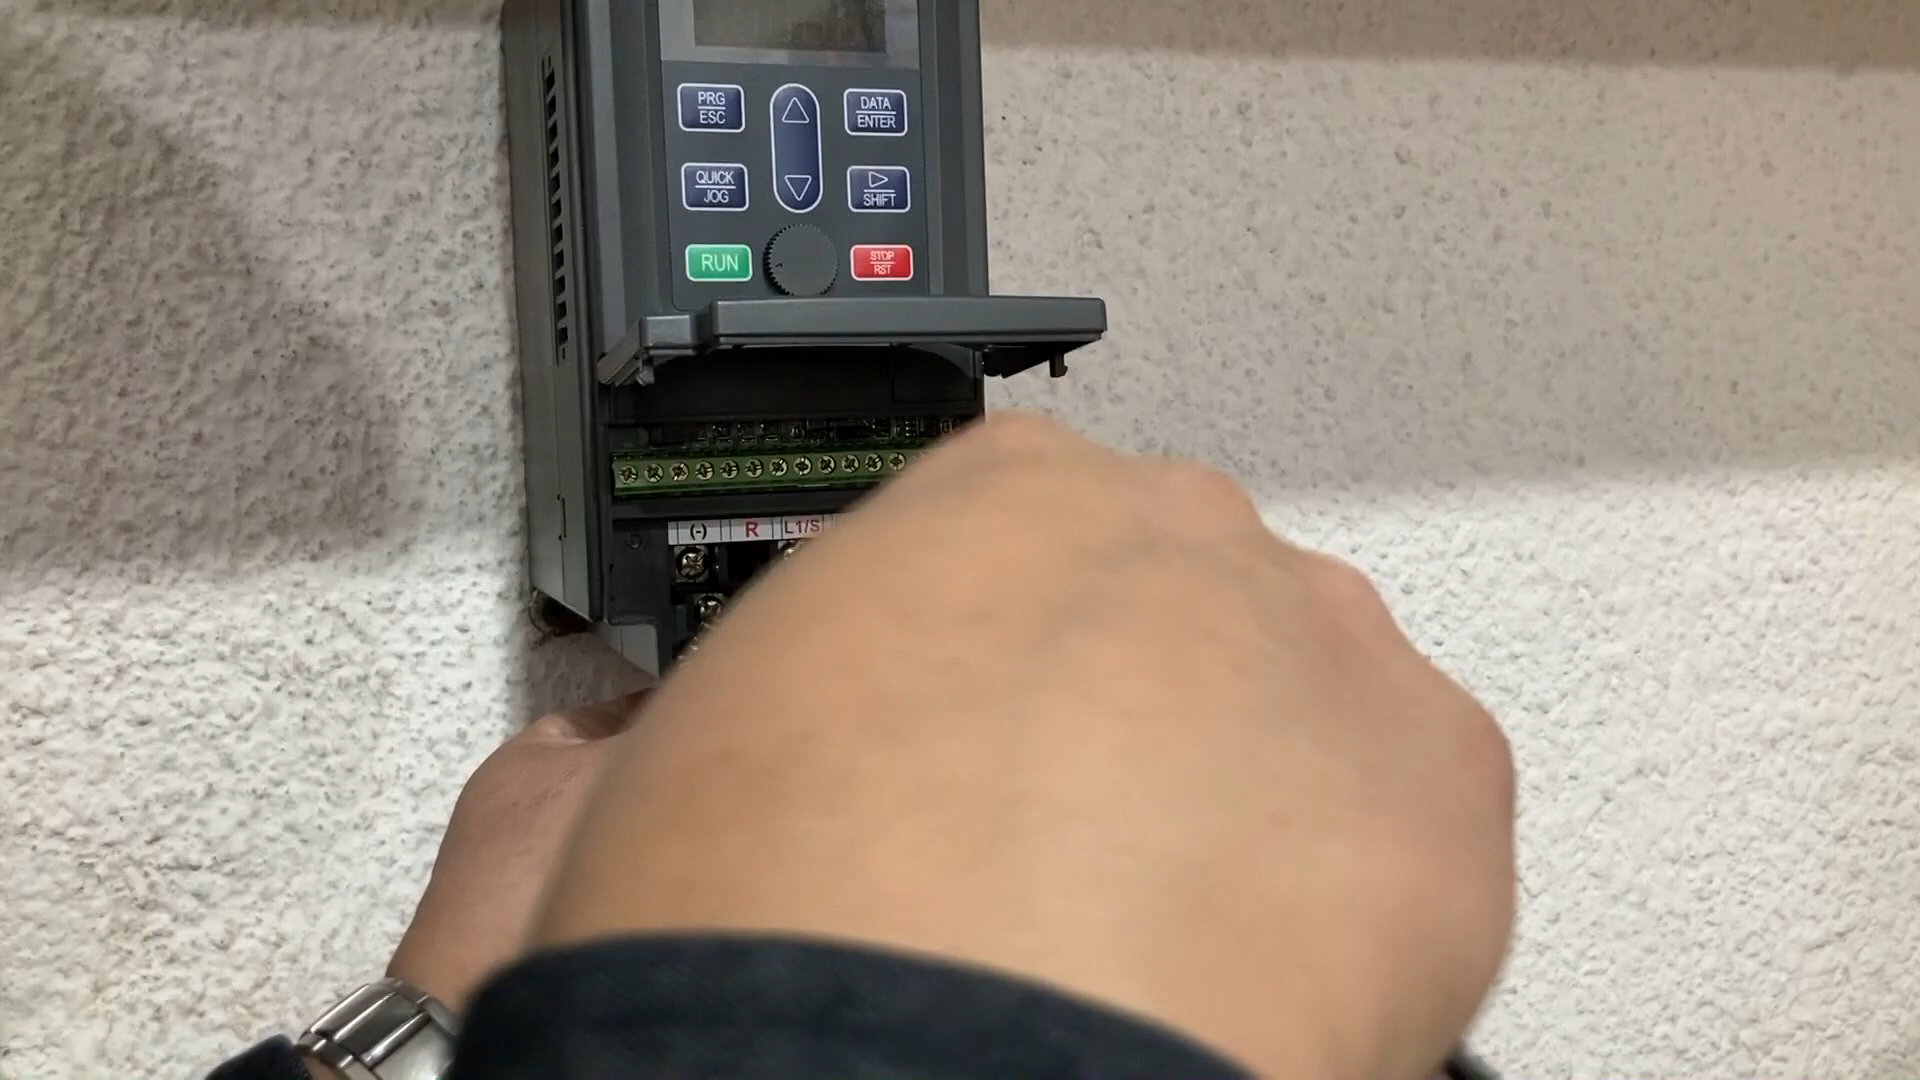 PRG
ESC
DATA
ENTER
QUICK
JOG
SHIFT
RUN
STOP
RST
(-) R L1/S